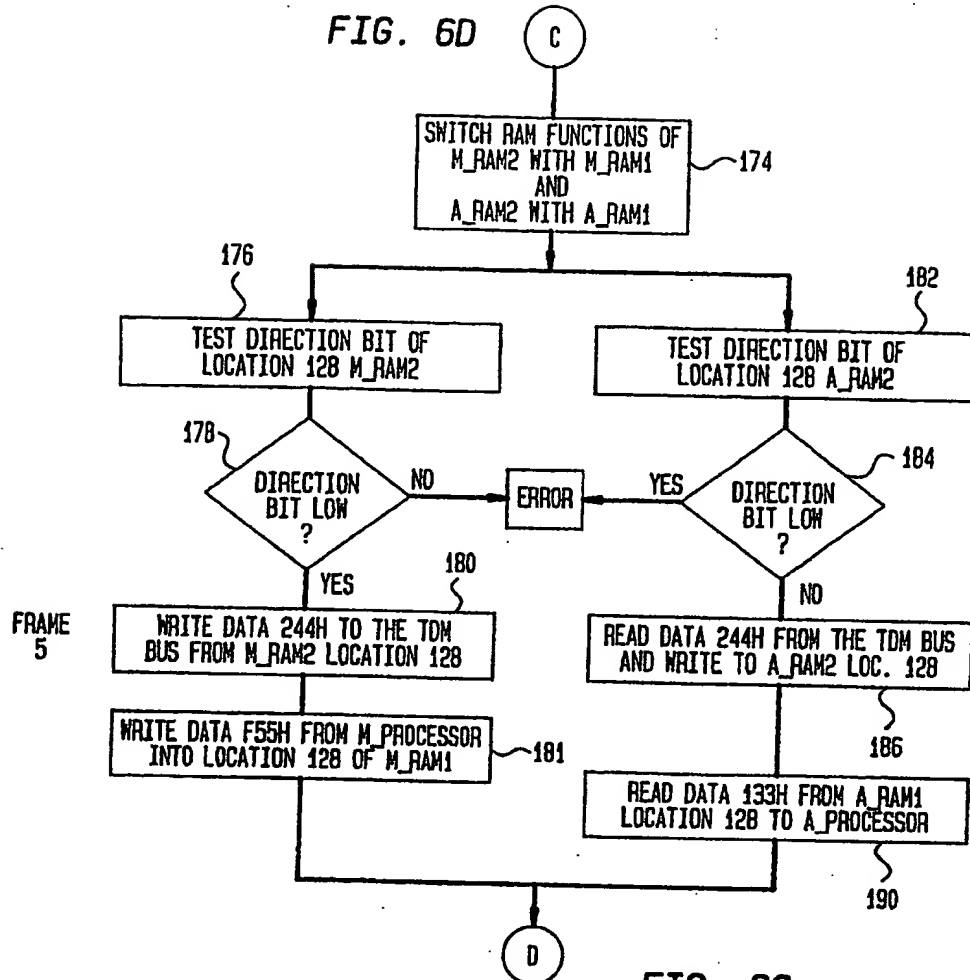 FIG. 6D
C
SWITCH RAM FUNCTIONS OF
M_RAM2 WITH M_RAM1
AND
A_RAM2 WITH A_RAM1
174
176
TEST DIRECTION BIT OF
LOCATION 128 M_RAM2
182
TEST DIRECTION BIT OF
LOCATION 128 A_RAM2
178
DIRECTION
BIT LOW
?
NO
ERROR
YES
184
DIRECTION
BIT LOW
?
YES
NO
FRAME
5
180
WRITE DATA 244H TO THE TDM
BUS FROM M_RAM2 LOCATION 128
READ DATA 244H FROM THE TDM BUS
AND WRITE TO A_RAM2 LOC. 128
186
WRITE DATA F55H FROM M_PROCESSOR
INTO LOCATION 128 OF M_RAM1
181
READ DATA 133H FROM A_RAM1
LOCATION 128 TO A_PROCESSOR
190
D